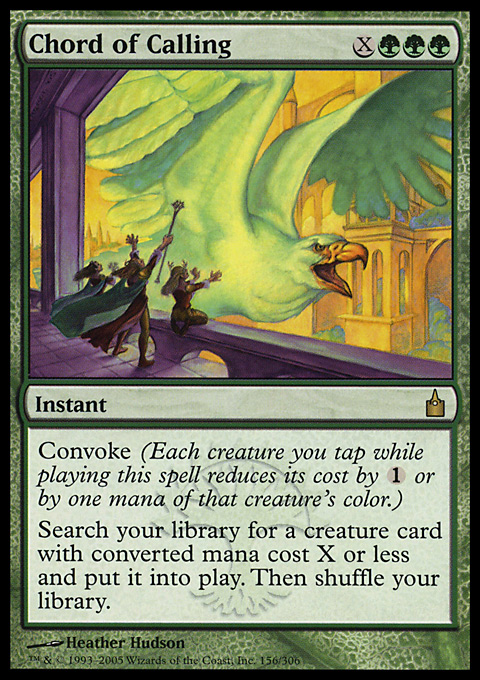 Chord of Calling X
Instant
Convoke (Each creature you tap while
playing this spell reduces its cost by 1 or
by one mana of that creature's color.)
Search your library for a creature card
with converted mana cost X or less
and put it into play. Then shuffle your
library.
Heather Hudson
™ & © 1993–2005 Wizards of the Coast, Inc. 156/306